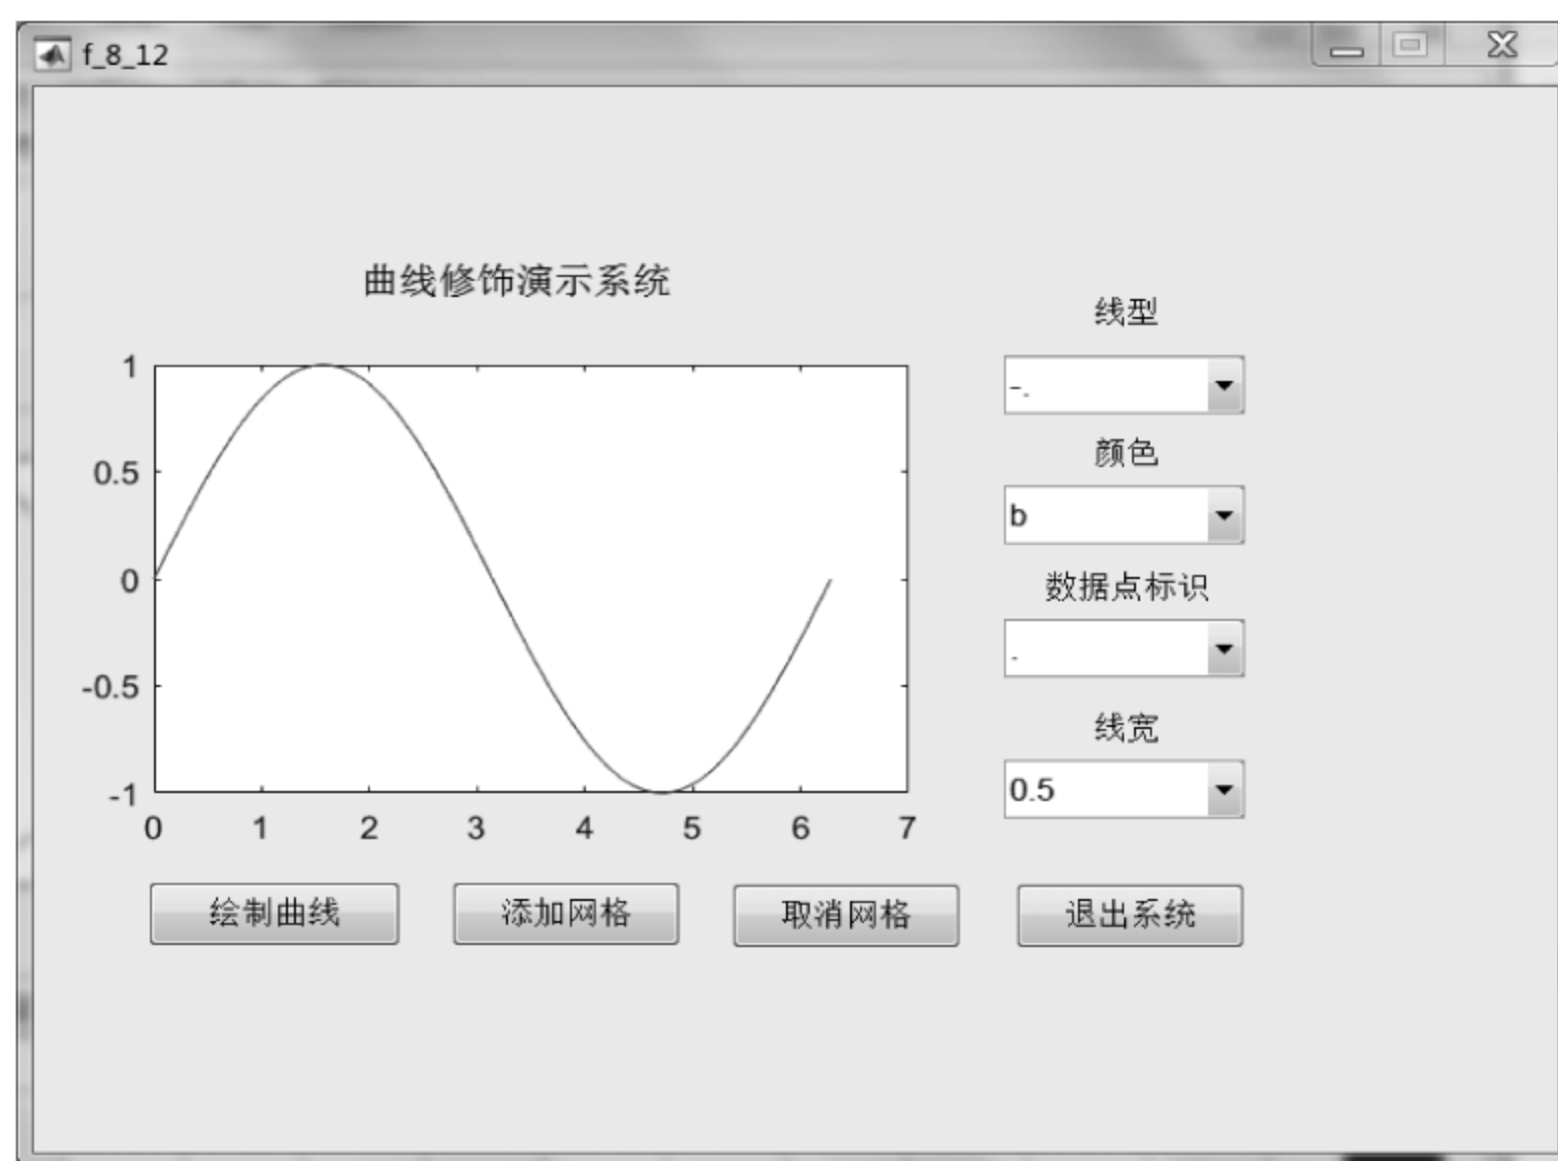 f_8_12
曲线修饰演示系统
1
0.5
0
-0.5
-1
0 1 2 3 4 5 6 7
线型
-.
颜色
b
数据点标识
.
线宽
0.5
绘制曲线 添加网格 取消网格 退出系统